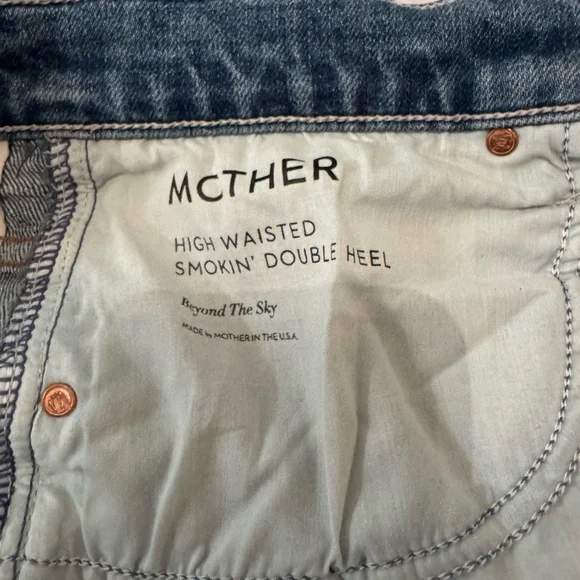 MOTHER
HIGH WAISTED
SMOKIN' DOUBLE HEEL
Beyond The Sky
MADE by MOTHER IN THE U.S.A.